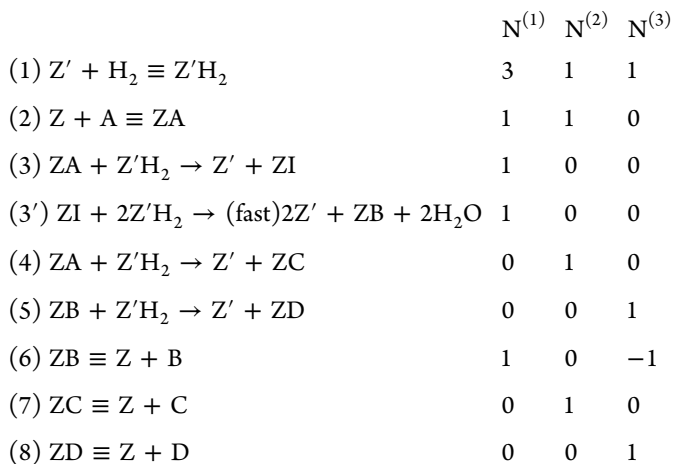 N⁽¹⁾ N⁽²⁾ N⁽³⁾
(1) Z′ + H₂ ≡ Z′H₂ 3 1 1
(2) Z + A ≡ ZA 1 1 0
(3) ZA + Z′H₂ → Z′ + ZI 1 0 0
(3′) ZI + 2Z′H₂ → (fast)2Z′ + ZB + 2H₂O 1 0 0
(4) ZA + Z′H₂ → Z′ + ZC 0 1 0
(5) ZB + Z′H₂ → Z′ + ZD 0 0 1
(6) ZB ≡ Z + B 1 0 −1
(7) ZC ≡ Z + C 0 1 0
(8) ZD ≡ Z + D 0 0 1